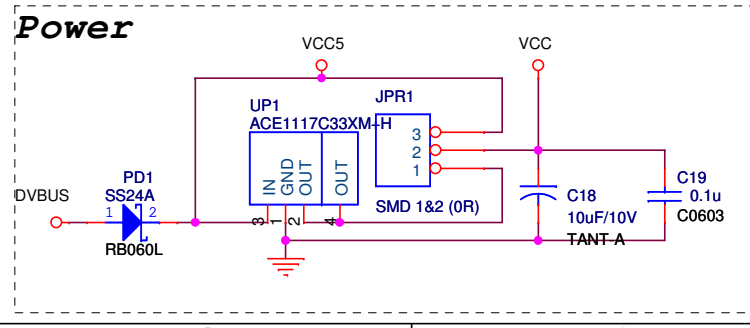 Power
VCC5
VCC
JPR1
UP1
ACE1117C33XM-H
3
2
1
IN
GND
OUT
OUT
PD1
SS24A
DVBUS
1
2
RB060L
3
1
2
4
SMD 1&2 (0R)
C18
10uF/10V
TANT-A
C19
0.1u
C0603